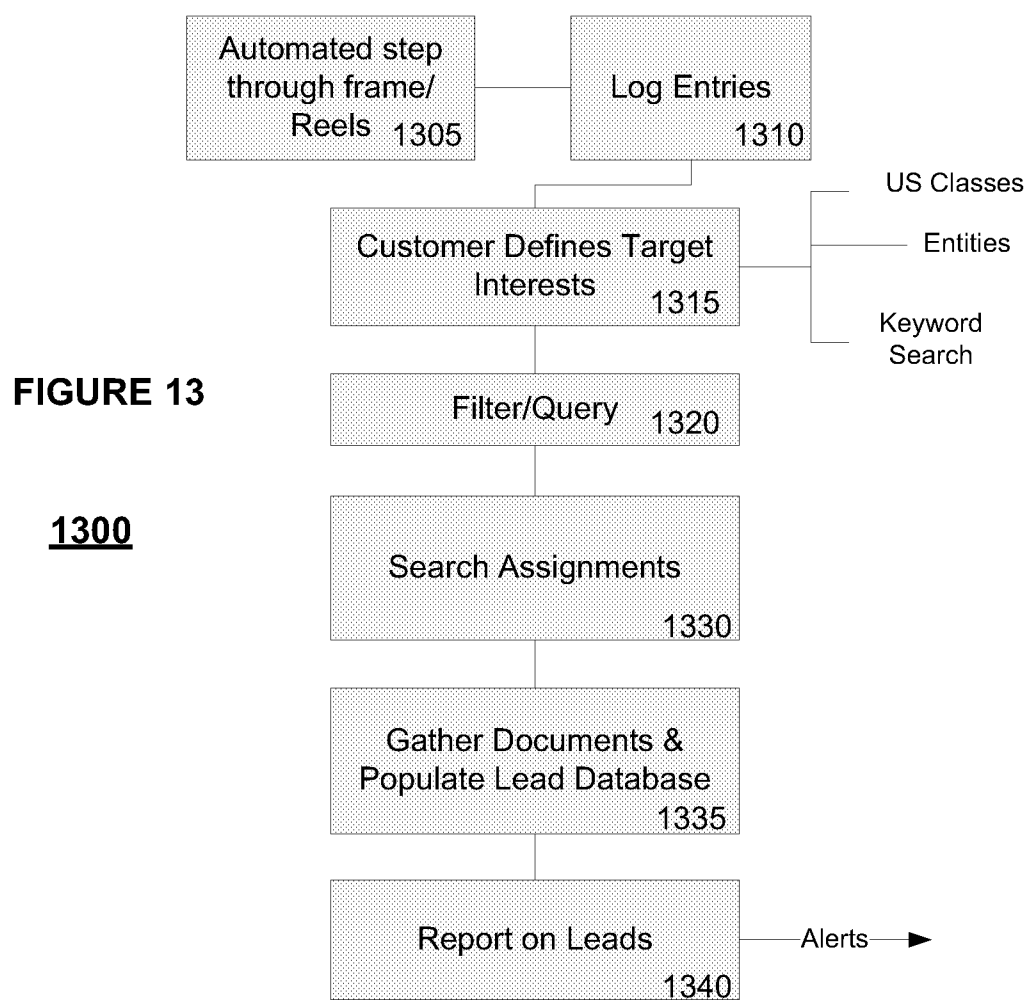 Automated step
through frame/
Reels
1305
Log Entries
1310
US Classes
Customer Defines Target
Interests
1315
Entities
Keyword
Search
FIGURE 13
Filter/Query
1320
1300
Search Assignments
1330
Gather Documents &
Populate Lead Database
1335
Report on Leads
1340
Alerts